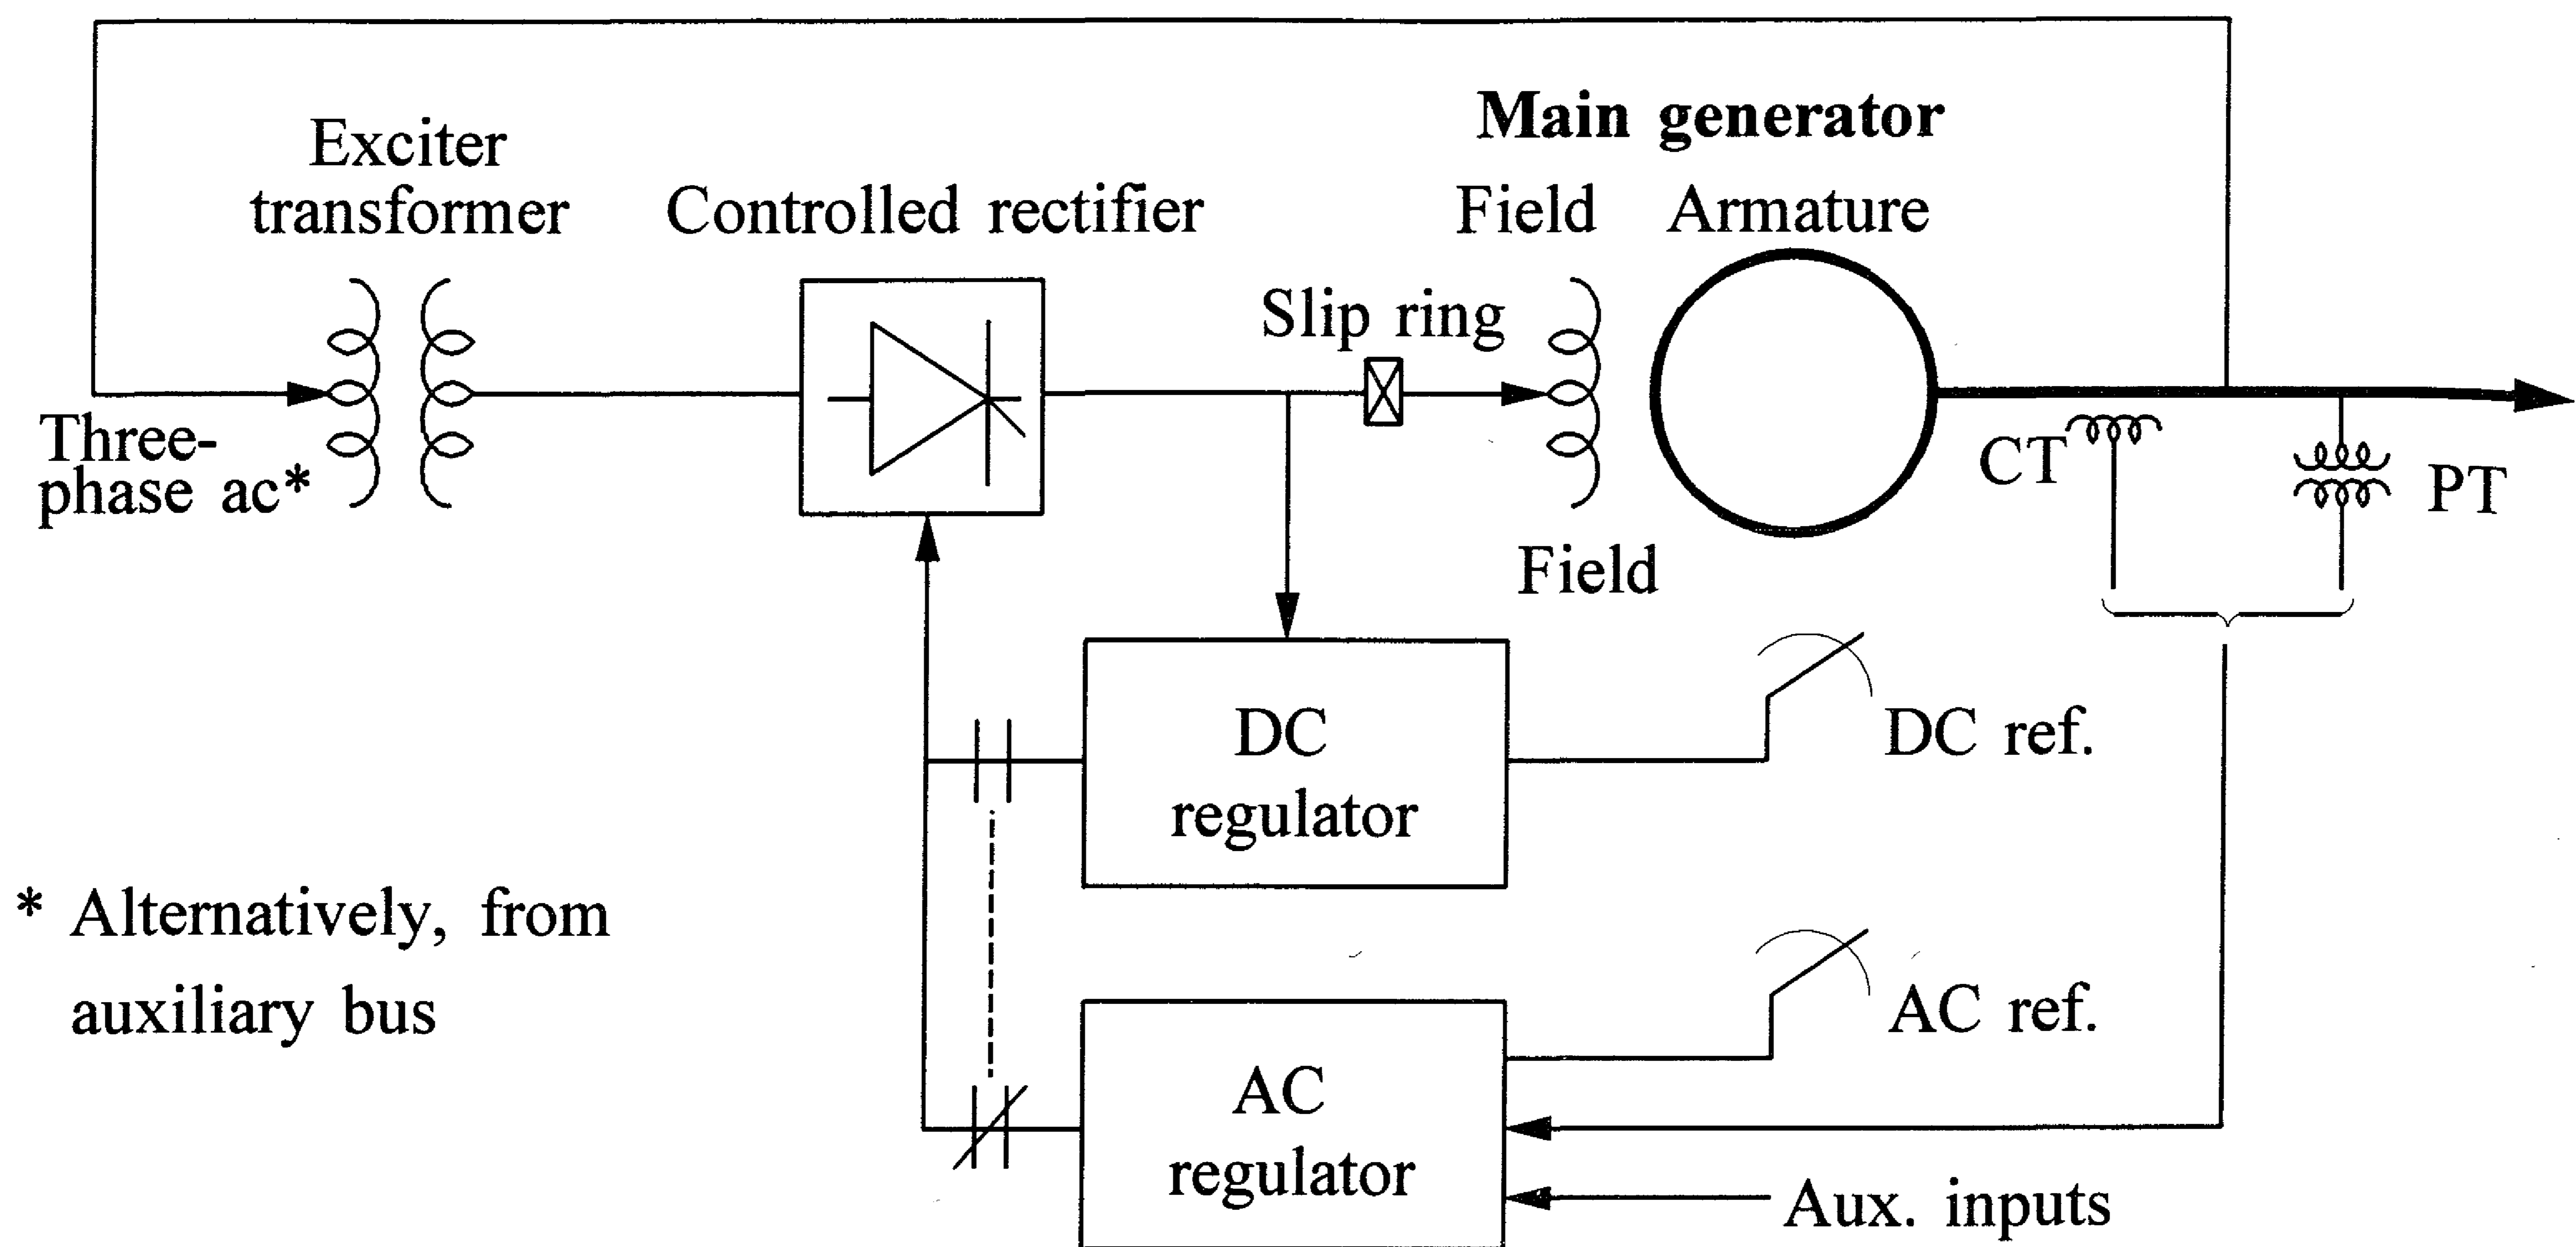 Main generator
Exciter
transformer
Controlled rectifier
Field
Armature
Slip ring
Three-
phase ac*
CT
PT
Field
DC
regulator
DC ref.
* Alternatively, from
auxiliary bus
AC ref.
AC
regulator
Aux. inputs